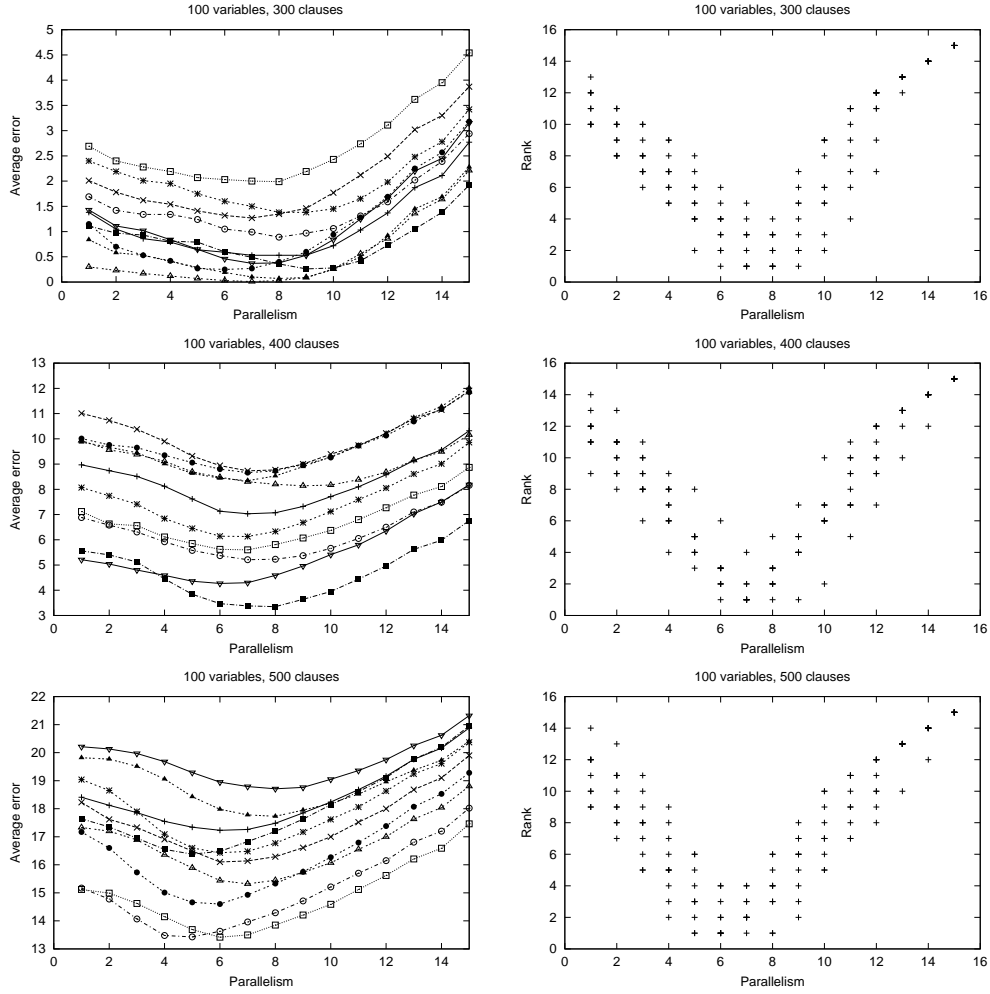 100 variables, 300 clauses
5
4.5
4
3.5
3
2.5
2
1.5
1
0.5
0
Average error
0 2 4 6 8 10 12 14
Parallelism
100 variables, 300 clauses
16
14
12
10
8
6
4
2
0
Rank
0 2 4 6 8 10 12 14 16
Parallelism
100 variables, 400 clauses
13
12
11
10
9
8
7
6
5
4
3
Average error
0 2 4 6 8 10 12 14
Parallelism
100 variables, 400 clauses
16
14
12
10
8
6
4
2
0
Rank
0 2 4 6 8 10 12 14 16
Parallelism
100 variables, 500 clauses
22
21
20
19
18
17
16
15
14
13
Average error
0 2 4 6 8 10 12 14
Parallelism
100 variables, 500 clauses
16
14
12
10
8
6
4
2
0
Rank
0 2 4 6 8 10 12 14 16
Parallelism